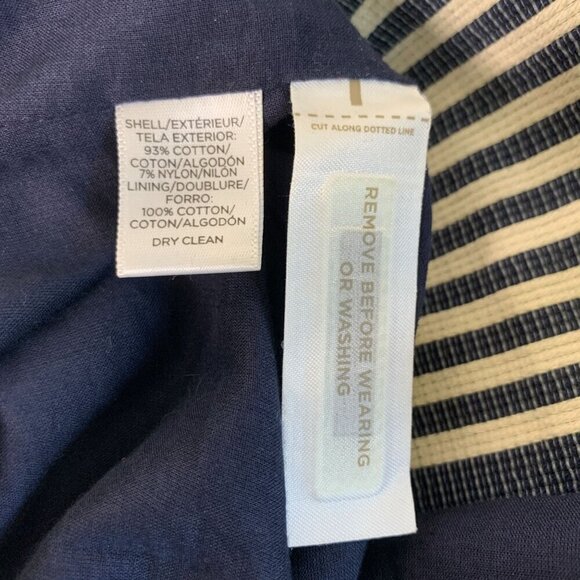 SHELL/EXTÉRIEUR/
TELA EXTERIOR:
93% COTTON/
COTON/ALGODÓN
7% NYLON/NILÓN
LINING/DOUBLURE/
FORRO:
100% COTTON/
COTON/ALGODÓN
DRY CLEAN
CUT ALONG DOTTED LINE
REMOVE BEFORE WEARING
OR WASHING